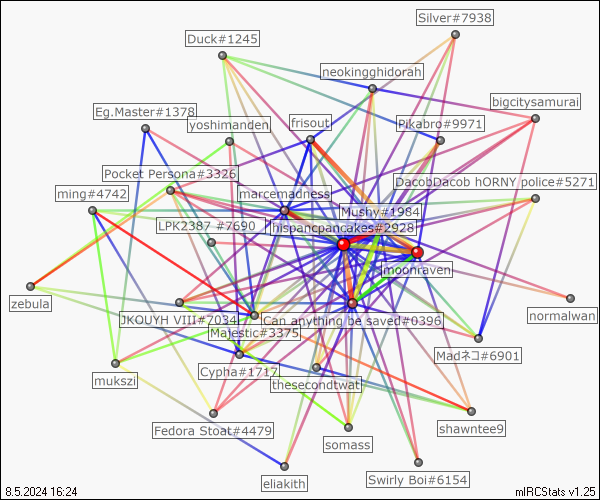 Silver#7938
Duck#1245
neokingghidorah
bigcitysamurai
Eg.Master#1378
yoshimanden
frisout
Pikabro#9971
Pocket Persona#3326
DacobDacob hORNY police#5271
ming#4742
marcemadness
Mushy#1984
LPK2387 #7690
hispancpancakes#2928
moonraven
zebula
normalwan
JKOUYH VIII#7034
Can anything be saved#0396
Majestic#3375
Madネコ#6901
mukszi
Cypha#1717
thesecondtwat
Fedora Stoat#4479
shawntee9
somass
eliakith
Swirly Boi#6154
8.5.2024 16:24
mIRCStats v1.25